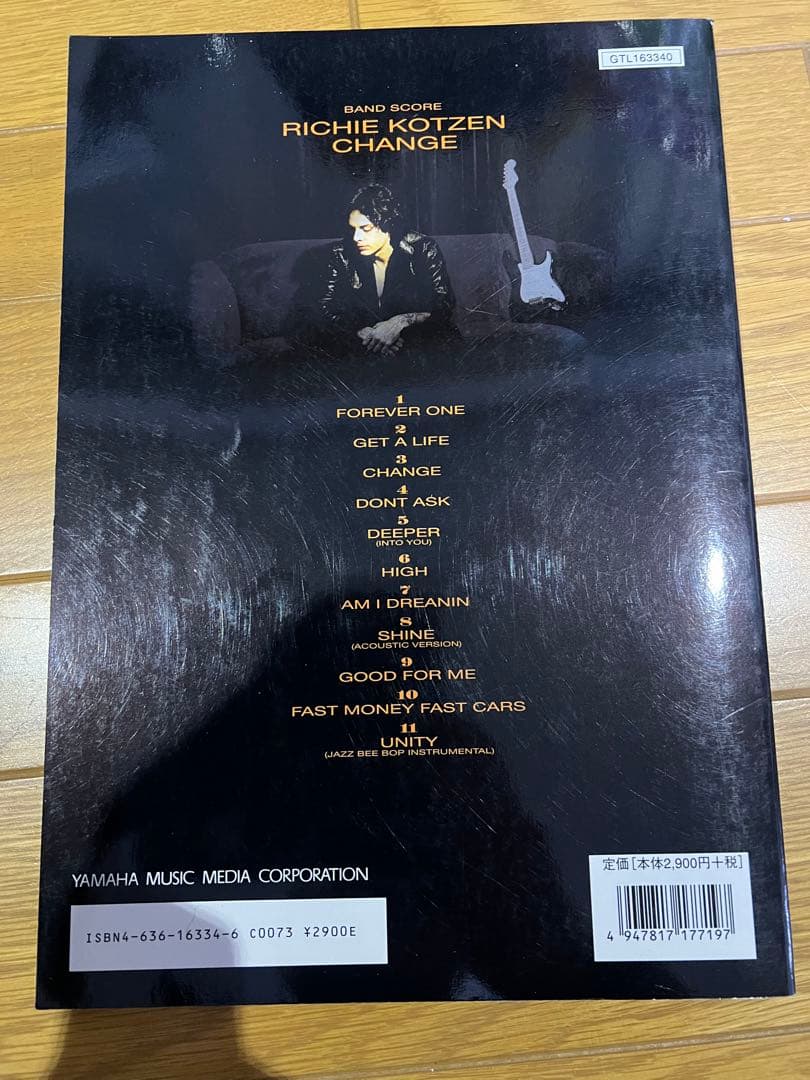 GTL163340
BAND SCORE
RICHIE KOTZEN
CHANGE
1
FOREVER ONE
2
GET A LIFE
3
CHANGE
4
DONT ASK
5
DEEPER
(INTO YOU)
6
HIGH
7
AM I DREANIN
8
SHINE
(ACOUSTIC VERSION)
9
GOOD FOR ME
10
FAST MONEY FAST CARS
11
UNITY
(JAZZ BEE BOP INSTRUMENTAL)
YAMAHA MUSIC MEDIA CORPORATION
ISBN4-636-16334-6 C0073 ¥2900E
定価[本体2,900円+税]
4 947817 177197